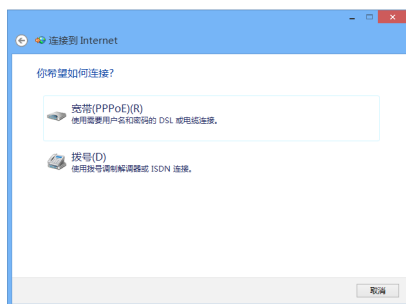 连接到 Internet
你希望如何连接?
宽带(PPPoE)(R)
使用需要用户名和密码的 DSL 或电缆连接。
拨号(D)
使用拨号调制解调器或 ISDN 连接。
取消